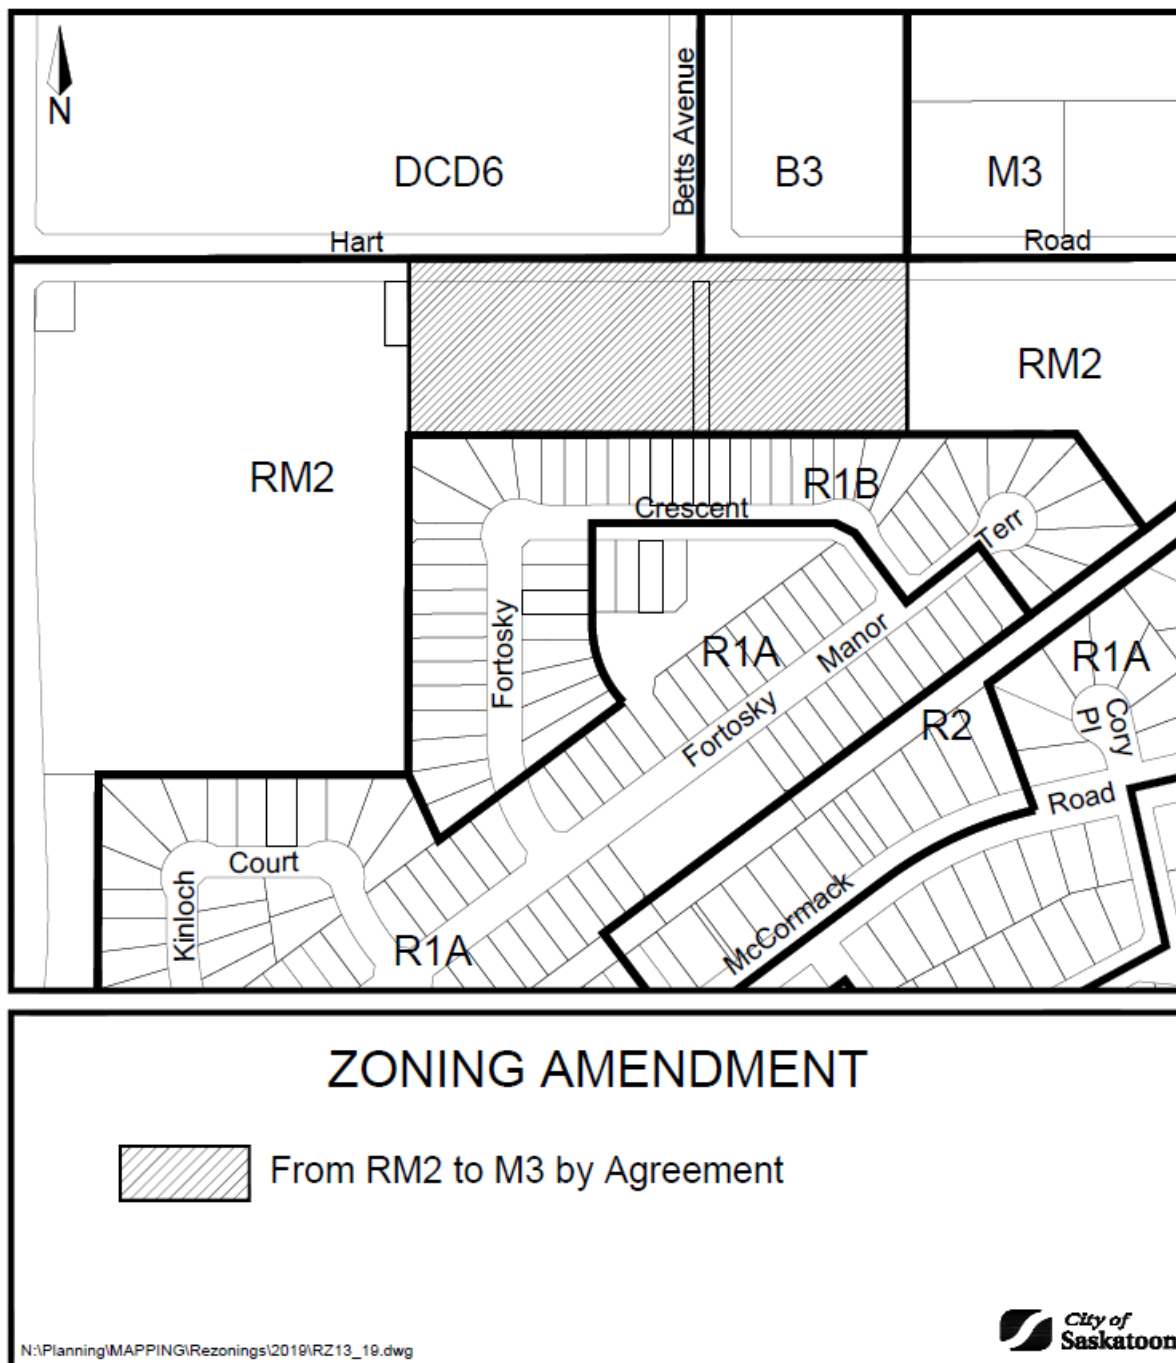 N
DCD6
Betts Avenue
B3
M3
Hart
Road
RM2
RM2
R1B
Crescent
Terr
Fortosky
R1A
Manor
Fortosky
R1A
Cory
Pl
R2
Road
Court
Kinloch
McCormack
R1A
ZONING AMENDMENT
From RM2 to M3 by Agreement
City of
Saskatoon
N:\Planning\MAPPING\Rezonings\2019\RZ13_19.dwg